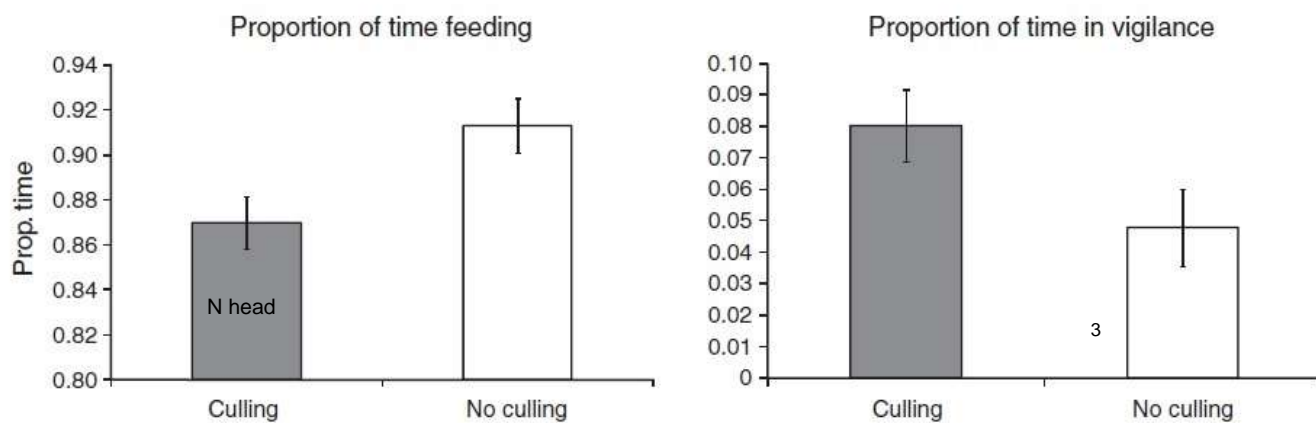 Proportion of time feeding
Prop. time
0.94
0.92
0.90
0.88
0.86
0.84
0.82
0.80
N head
Culling
No culling
Proportion of time in vigilance
0.10
0.09
0.08
0.07
0.06
0.05
0.04
0.03
0.02
0.01
0
3
Culling
No culling